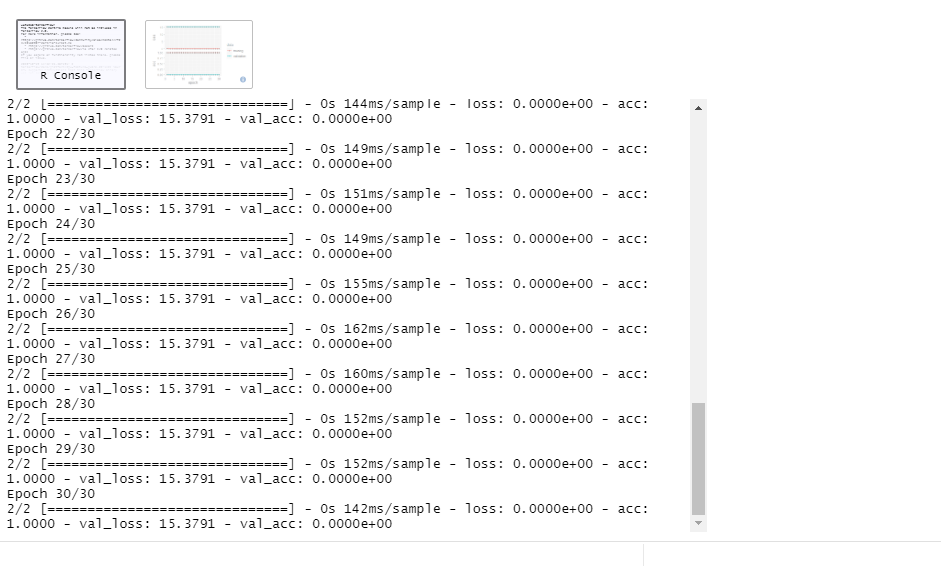 R Console
2/2 [==============================] - 0s 144ms/sample - loss: 0.0000e+00 - acc:
1.0000 - val_loss: 15.3791 - val_acc: 0.0000e+00
Epoch 22/30
2/2 [==============================] - 0s 149ms/sample - loss: 0.0000e+00 - acc:
1.0000 - val_loss: 15.3791 - val_acc: 0.0000e+00
Epoch 23/30
2/2 [==============================] - 0s 151ms/sample - loss: 0.0000e+00 - acc:
1.0000 - val_loss: 15.3791 - val_acc: 0.0000e+00
Epoch 24/30
2/2 [==============================] - 0s 149ms/sample - loss: 0.0000e+00 - acc:
1.0000 - val_loss: 15.3791 - val_acc: 0.0000e+00
Epoch 25/30
2/2 [==============================] - 0s 155ms/sample - loss: 0.0000e+00 - acc:
1.0000 - val_loss: 15.3791 - val_acc: 0.0000e+00
Epoch 26/30
2/2 [==============================] - 0s 162ms/sample - loss: 0.0000e+00 - acc:
1.0000 - val_loss: 15.3791 - val_acc: 0.0000e+00
Epoch 27/30
2/2 [==============================] - 0s 160ms/sample - loss: 0.0000e+00 - acc:
1.0000 - val_loss: 15.3791 - val_acc: 0.0000e+00
Epoch 28/30
2/2 [==============================] - 0s 152ms/sample - loss: 0.0000e+00 - acc:
1.0000 - val_loss: 15.3791 - val_acc: 0.0000e+00
Epoch 29/30
2/2 [==============================] - 0s 152ms/sample - loss: 0.0000e+00 - acc:
1.0000 - val_loss: 15.3791 - val_acc: 0.0000e+00
Epoch 30/30
2/2 [==============================] - 0s 142ms/sample - loss: 0.0000e+00 - acc:
1.0000 - val_loss: 15.3791 - val_acc: 0.0000e+00